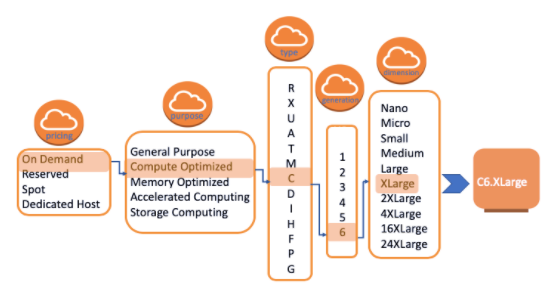 pricing
On Demand
Reserved
Spot
Dedicated Host
purpose
General Purpose
Compute Optimized
Memory Optimized
Accelerated Computing
Storage Computing
type
R
X
U
A
T
M
C
D
I
H
F
P
G
generation
1
2
3
4
5
6
dimension
Nano
Micro
Small
Medium
Large
XLarge
2XLarge
4XLarge
16XLarge
24XLarge
C6.XLarge